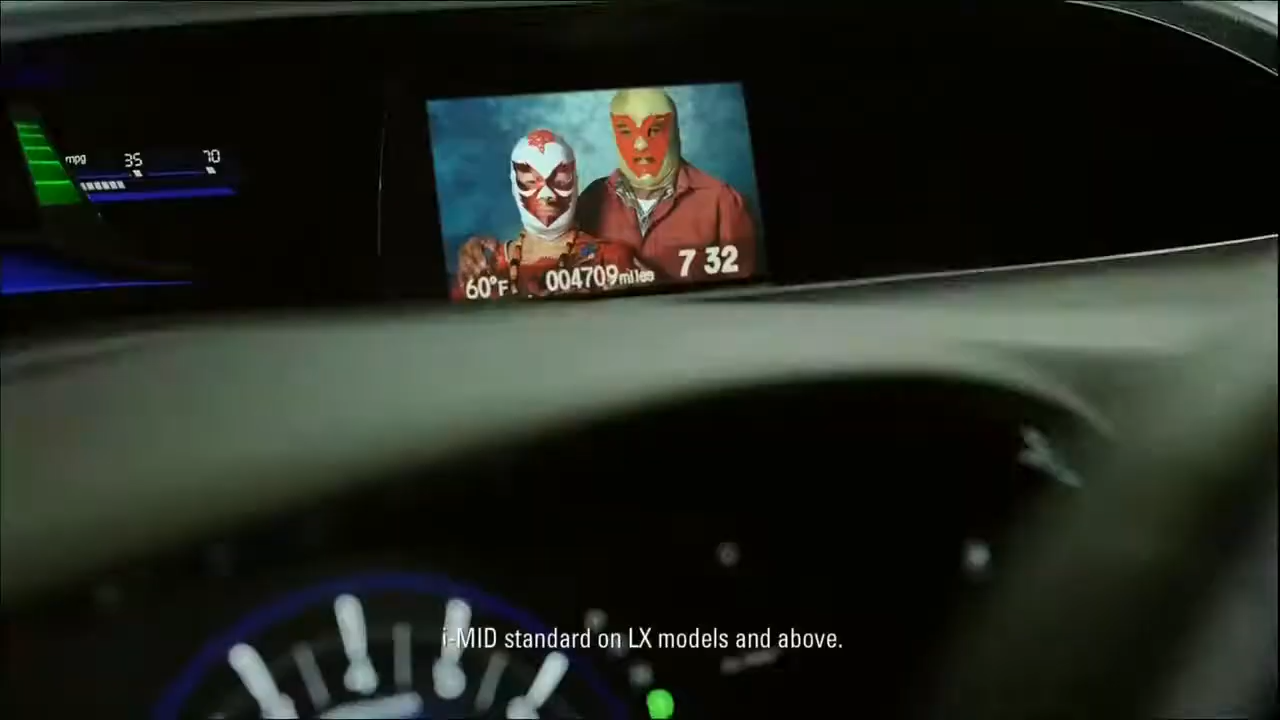 mpg 35 70
60°F 004709 miles 7 32
i-MID standard on LX models and above.